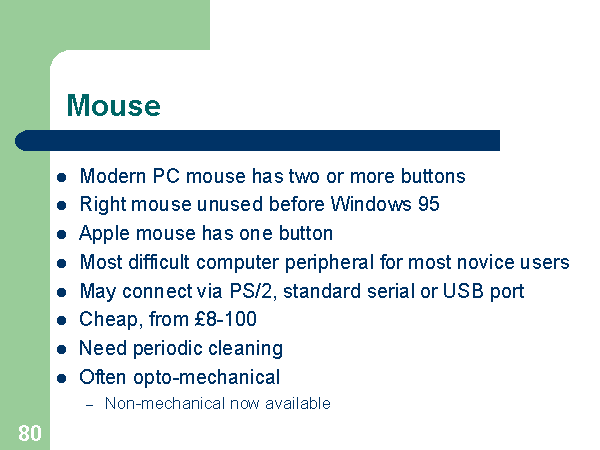 Mouse
Modern PC mouse has two or more buttons
Right mouse unused before Windows 95
Apple mouse has one button
Most difficult computer peripheral for most novice users
May connect via PS/2, standard serial or USB port
Cheap, from £8-100
Need periodic cleaning
Often opto-mechanical
– Non-mechanical now available
80